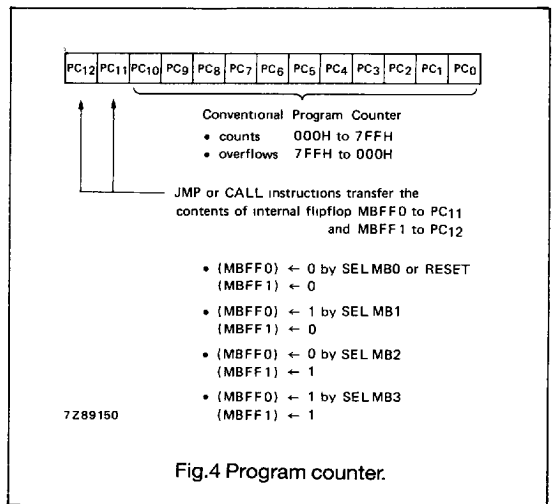 PC12 PC11 PC10 PC9 PC8 PC7 PC6 PC5 PC4 PC3 PC2 PC1 PC0
Conventional Program Counter
• counts 000H to 7FFH
• overflows 7FFH to 000H
JMP or CALL instructions transfer the
contents of internal flipflop MBFF0 to PC11
and MBFF1 to PC12
• (MBFF0) ← 0 by SEL MB0 or RESET
(MBFF1) ← 0
• (MBFF0) ← 1 by SEL MB1
(MBFF1) ← 0
• (MBFF0) ← 0 by SEL MB2
(MBFF1) ← 1
• (MBFF0) ← 1 by SEL MB3
(MBFF1) ← 1
7Z89150
Fig.4 Program counter.